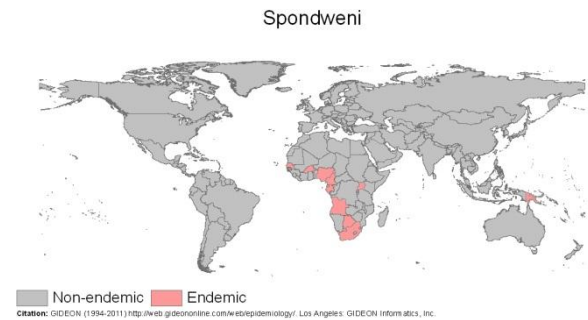 Spondweni
Non-endemic Endemic
Citation: GIDEON (1994-2011) http://web.gideononline.com/web/epidemiology/. Los Angeles: GIDEON Informatics, Inc.